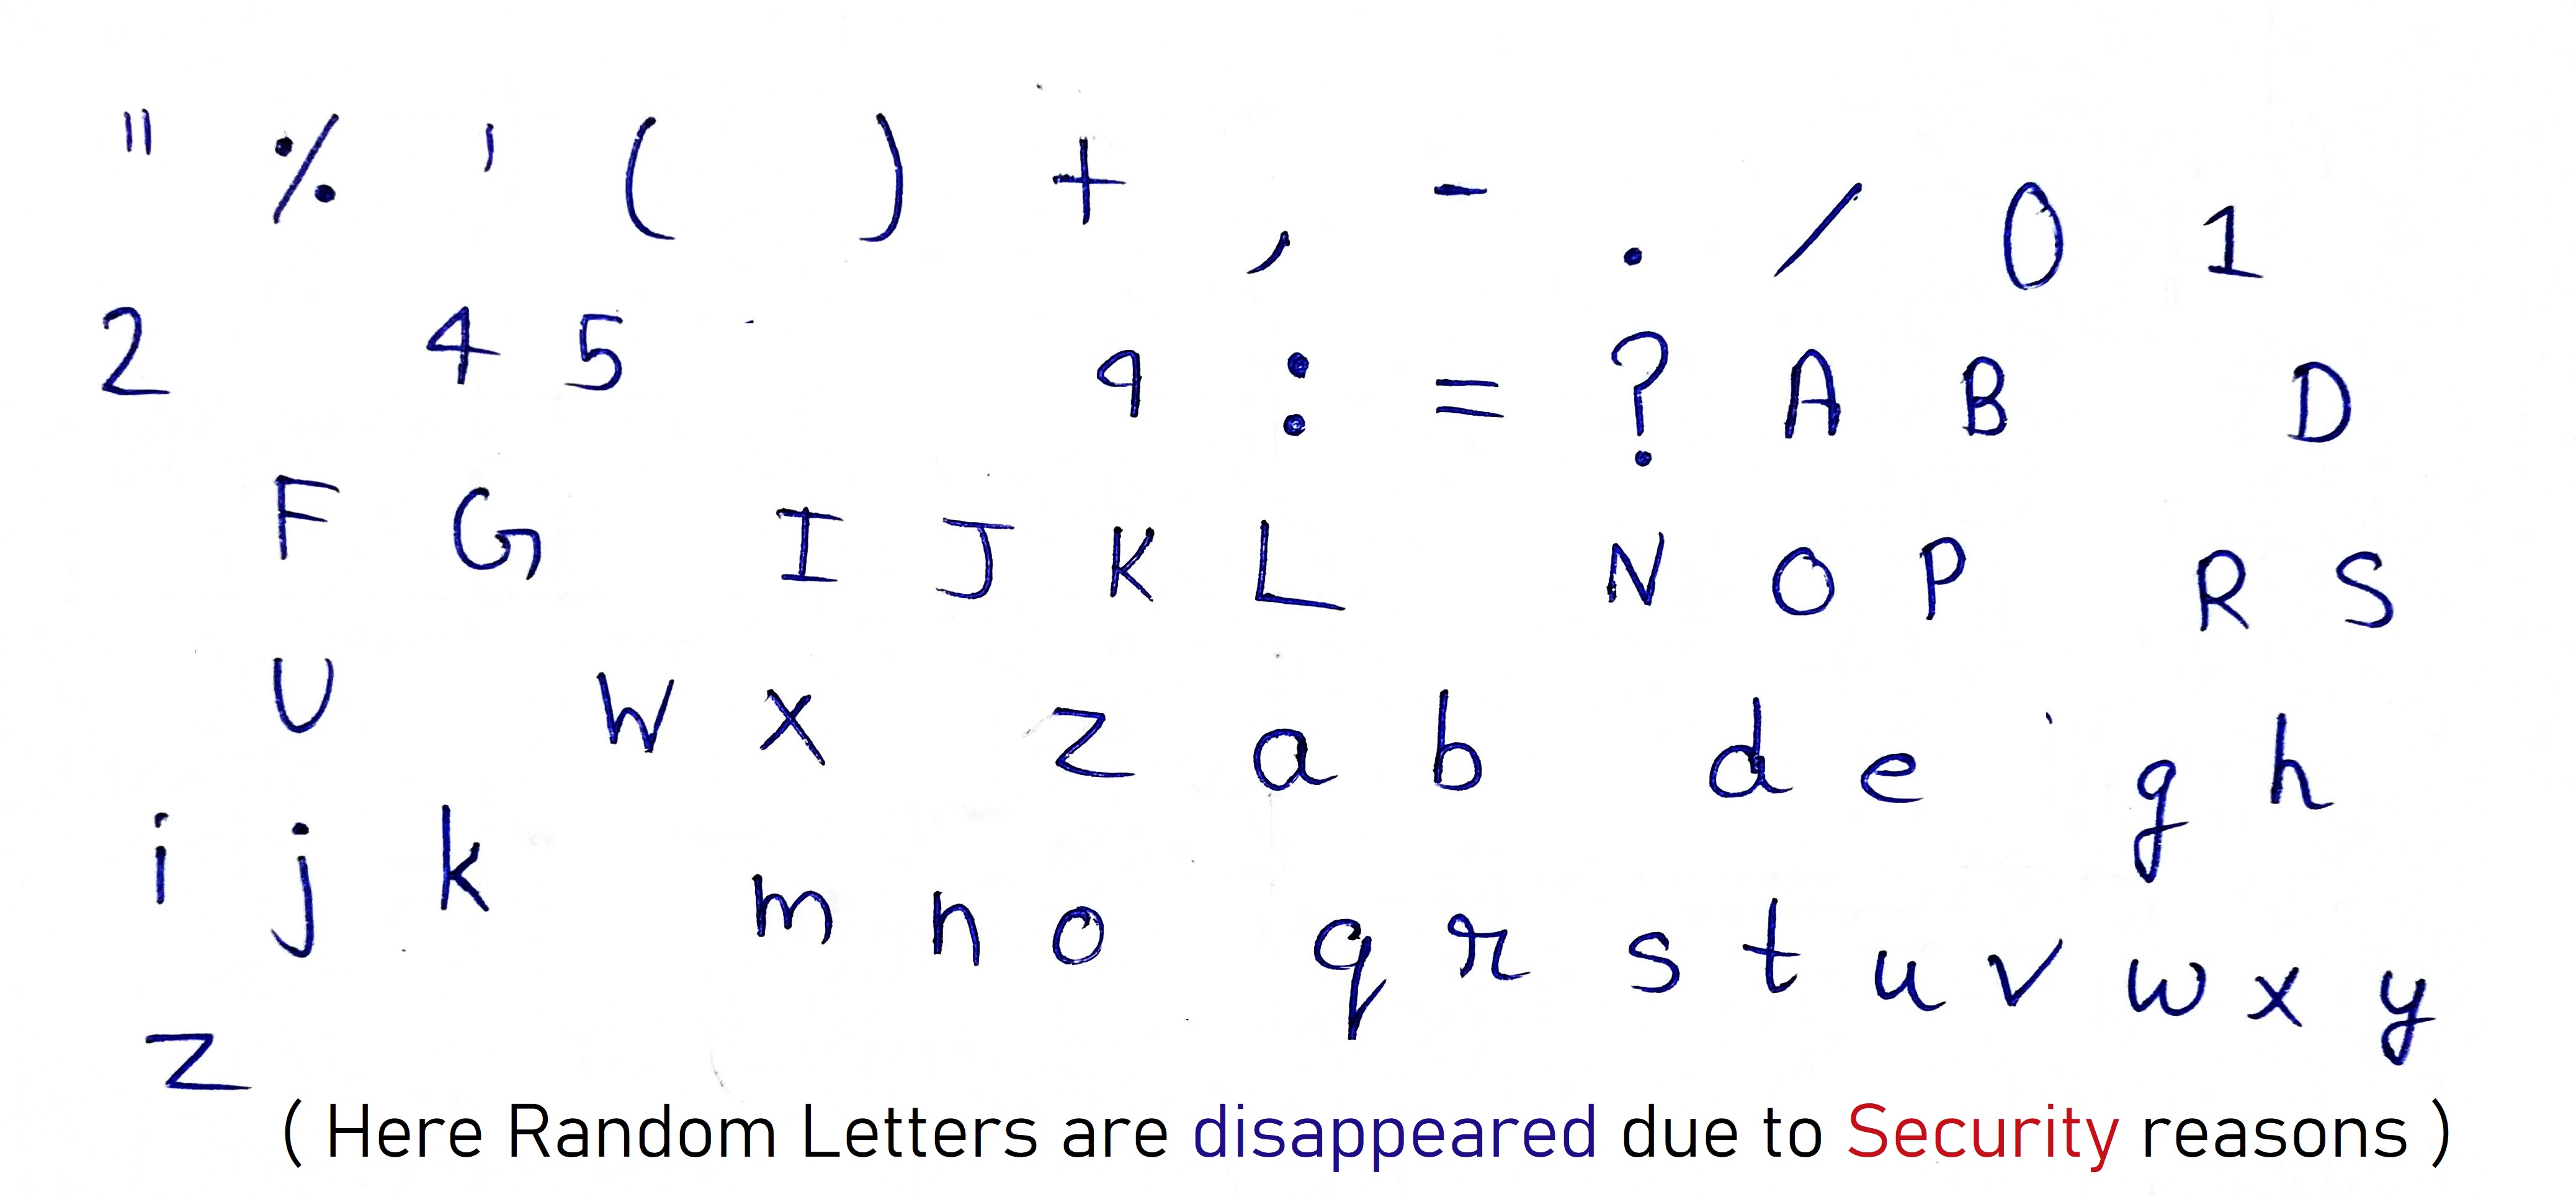 " % ' ( ) + , - . / 0 1
2 4 5 9 : = ? A B D
F G I J K L N O P R S
U W X Z a b d e g h
i j k m n o q r s t u v w x y
z
( Here Random Letters are disappeared due to Security reasons )